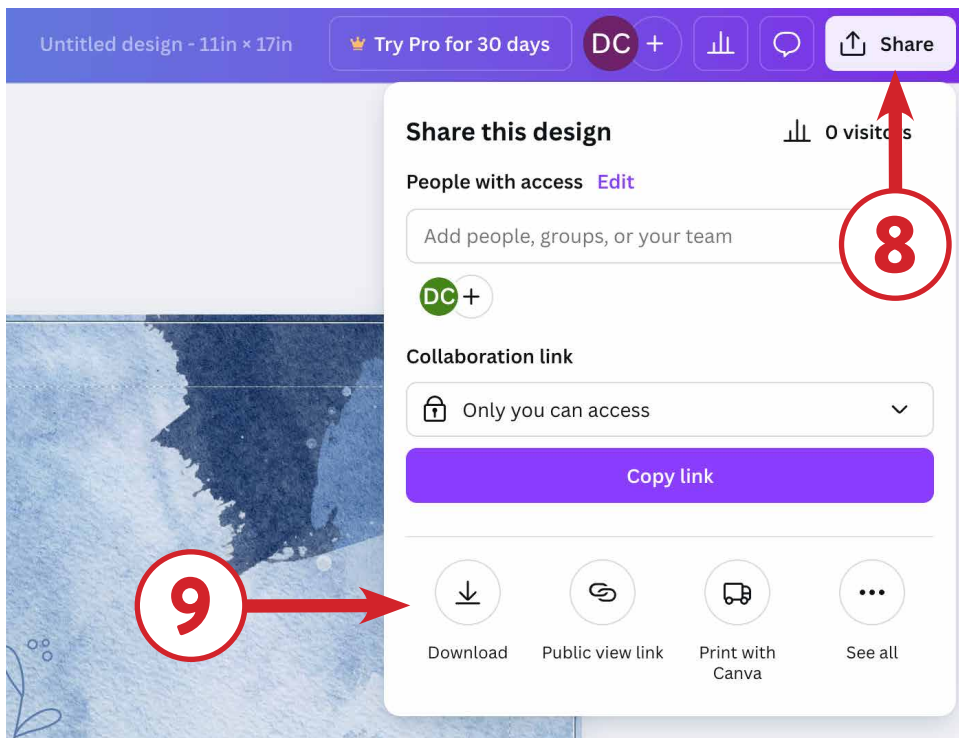 Untitled design - 11in × 17in
Try Pro for 30 days
DC
Share
Share this design
0 visitors
People with access Edit
Add people, groups, or your team
8
DC
Collaboration link
Only you can access
Copy link
9
Download
Public view link
Print with
Canva
See all